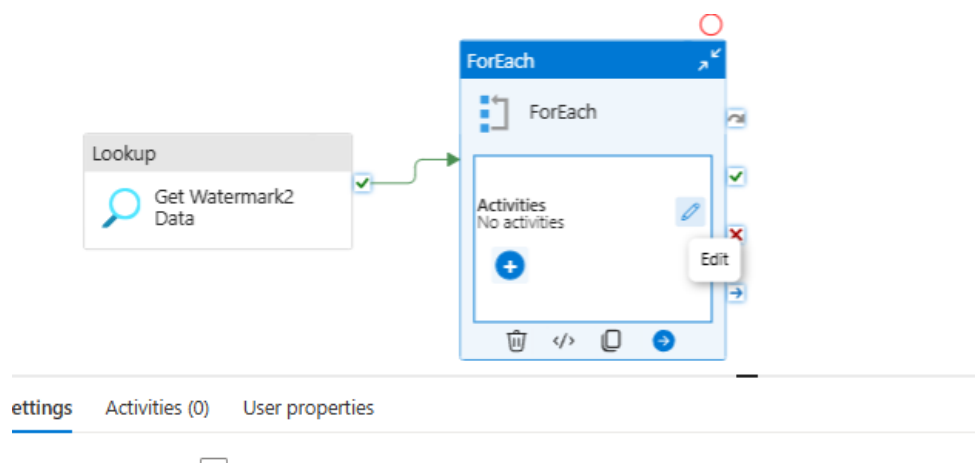 ForEach
ForEach
Lookup
Get Watermark2
Data
Activities
No activities
Edit
ettings
Activities (0)
User properties